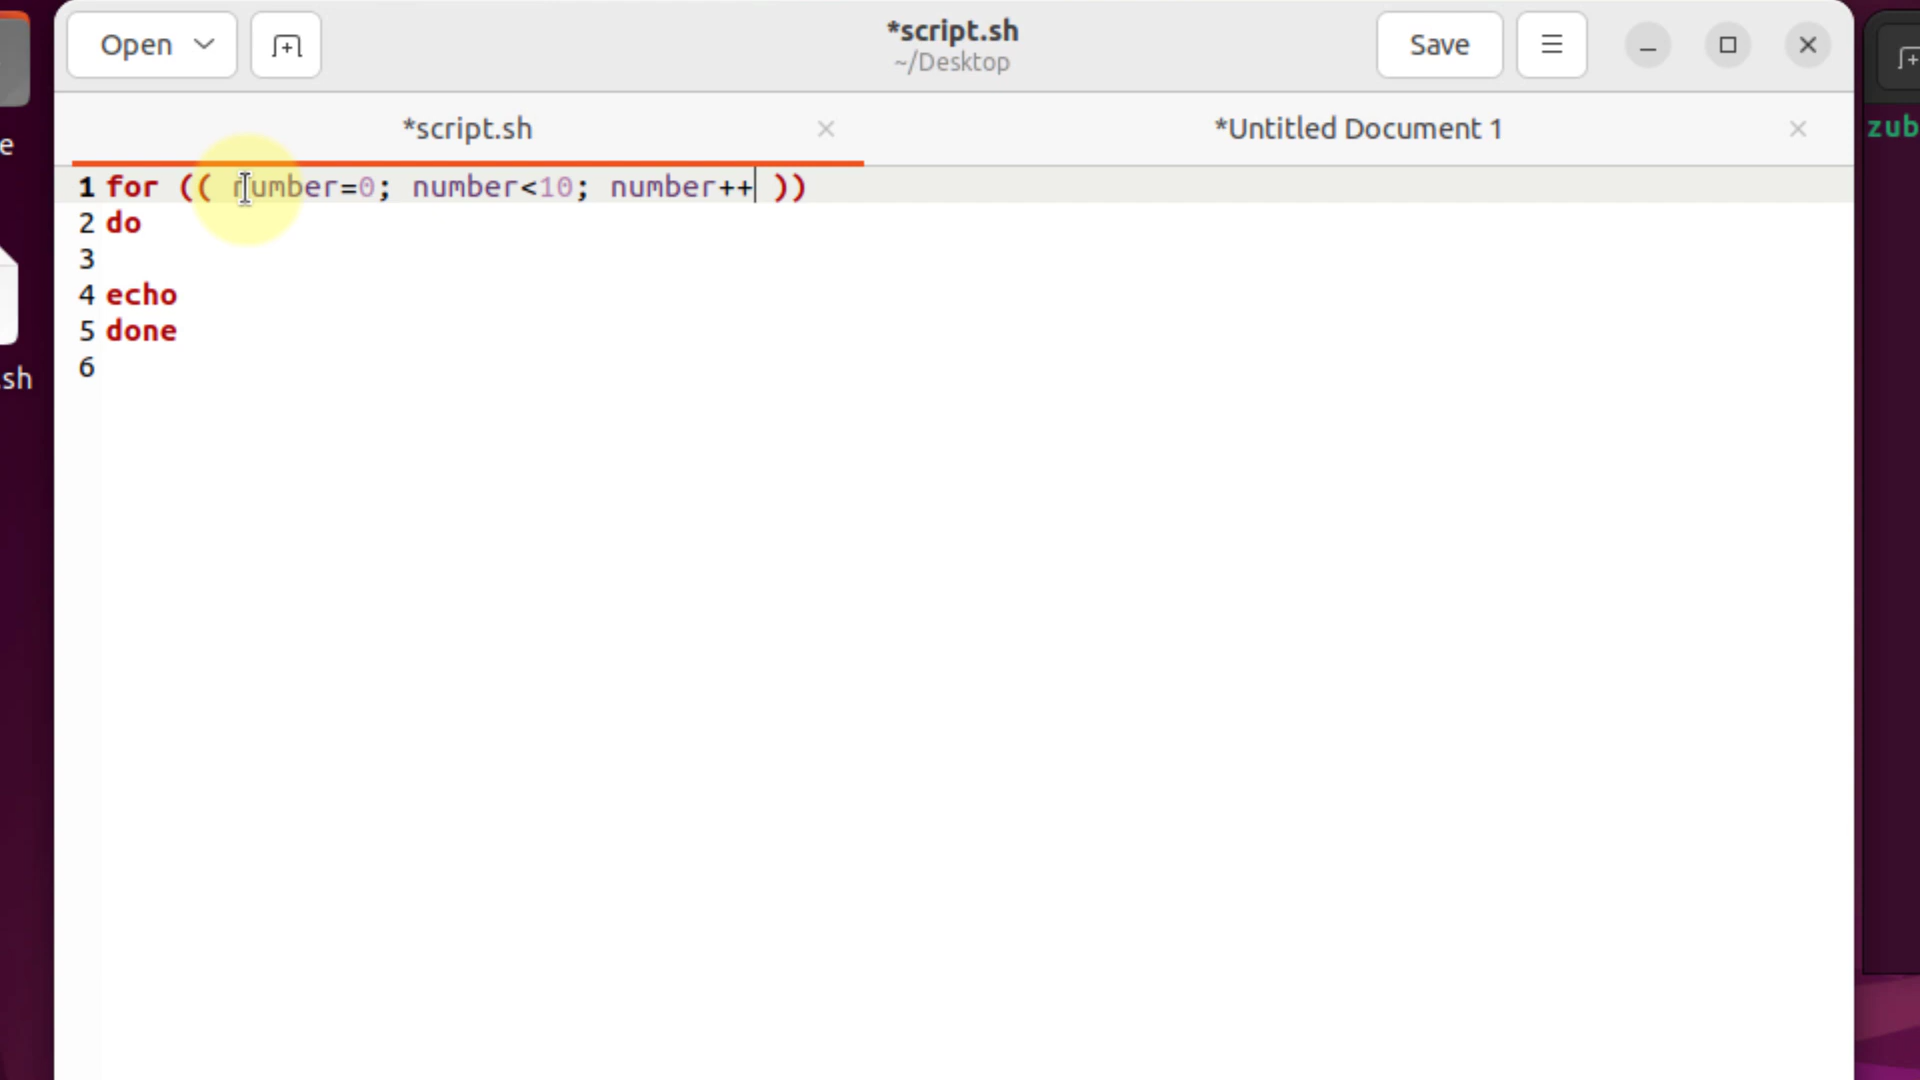 Open
*script.sh
~/Desktop
Save
*script.sh
*Untitled Document 1
zub
e
1 for (( number=0; number<10; number++ ))
2 do
3
4 echo
5 done
6
.sh